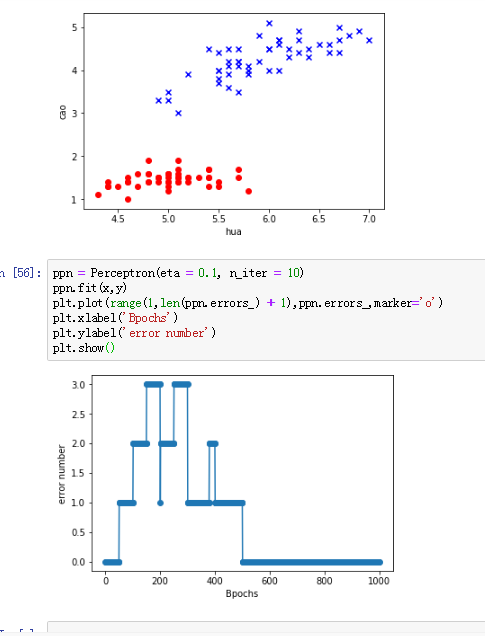 5
4
cao
3
2
1
4.5 5.0 5.5 6.0 6.5 7.0
hua
n [56]:
ppn = Perceptron(eta = 0.1, n_iter = 10)
ppn.fit(x,y)
plt.plot(range(1,len(ppn.errors_) + 1),ppn.errors_,marker='o')
plt.xlabel('Bpochs')
plt.ylabel('error number')
plt.show()
3.0
2.5
2.0
error number
1.5
1.0
0.5
0.0
0 200 400 600 800 1000
Bpochs